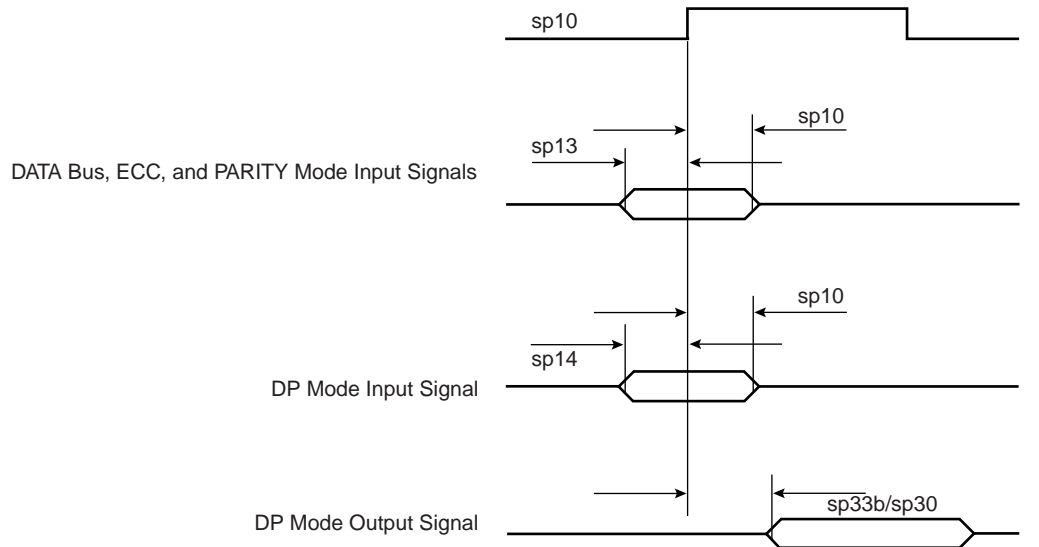 sp10
sp10
sp13
DATA Bus, ECC, and PARITY Mode Input Signals
sp10
sp14
DP Mode Input Signal
sp33b/sp30
DP Mode Output Signal